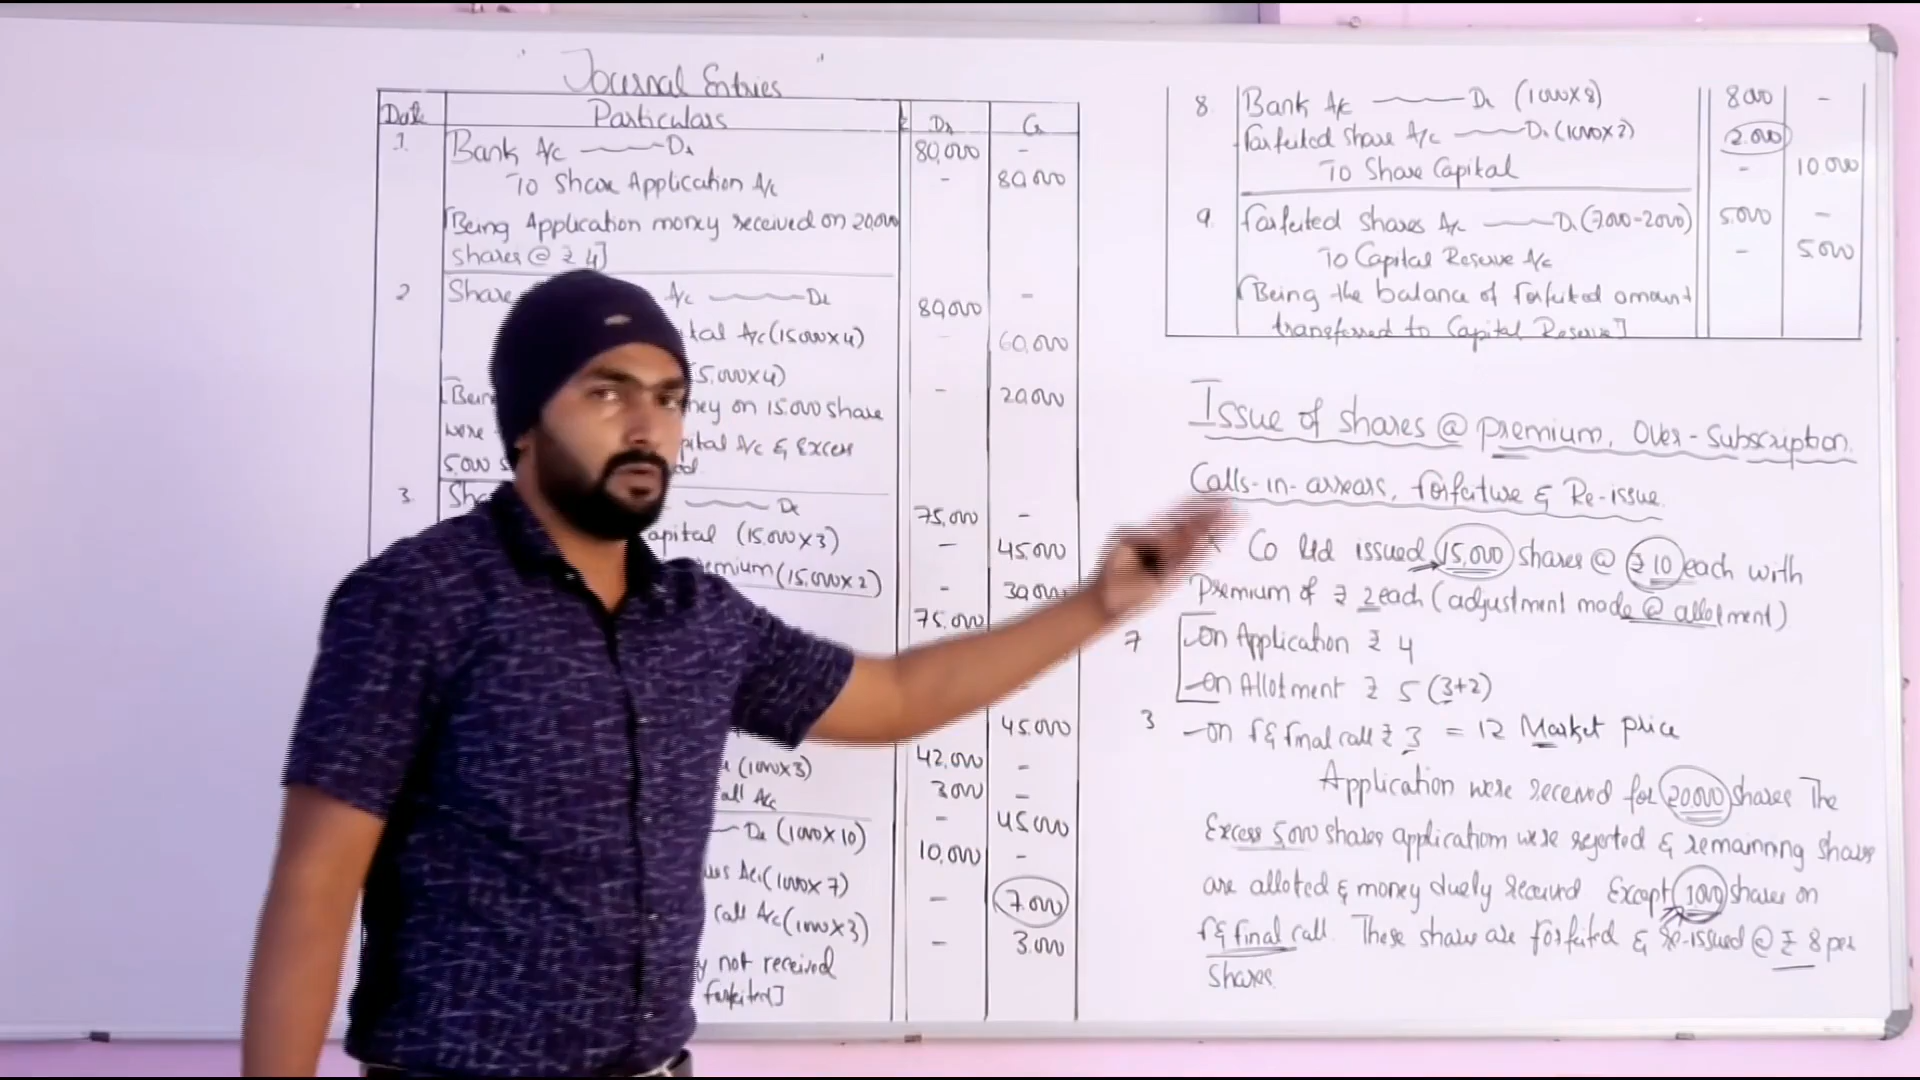 " Journal Entries "
Date Particulars Dr Cr
1. Bank A/c ——— Dr 80,000 -
To Share Application A/c - 80,000
[Being Application money received on 20,000
shares @ ₹ 4]
2 Share A/c ——— Dr 80,000 -
tal A/c (15,000x4) - 60,000
5,000x4)
- 20,000
[Bein ney on 15,000 share
were pital A/c & Excess
5,000 s
3. Sh ——— Dr 75,000 -
apital (15,000x3) - 45,000
emium (15,000x2) - 30,000
75,000
45,000
(1000x3) 42,000 -
all A/c 3000 -
- 45,000
— Dr (1000x10) 10,000 -
A/c (1000x7) - 7.000
call A/c (1000x3) - 3.000
y not received
forfeited]
8. Bank A/c ——— Dr (1000x8) 8000 -
Forfeited share A/c ——— Dr (1000x2) 2.000
To Share Capital - 10,000
9. Forfeited shares A/c ——— Dr (7000-2000) 5.000 -
To Capital Reserve A/c - 5.000
[Being the balance of forfeited amount
transferred to Capital Reserve]
Issue of shares @ premium, Over-Subscription.
Calls-in-arrears, forfeiture & Re-issue.
Co ltd issued 15,000 shares @ ₹10 each with
Premium of ₹ 2 each (adjustment made @ allotment)
7 - on Application ₹ 4
- on Allotment ₹ 5 (3+2)
3 - on f & final call ₹ 3 = 12 Market price
Application were received for 20000 shares The
Excess 5,000 shares application were rejected & remaining shares
are alloted & money duely received Except 1000 shares on
f & final call. These share are forfeited & Re-issued @ ₹ 8 per
shares.